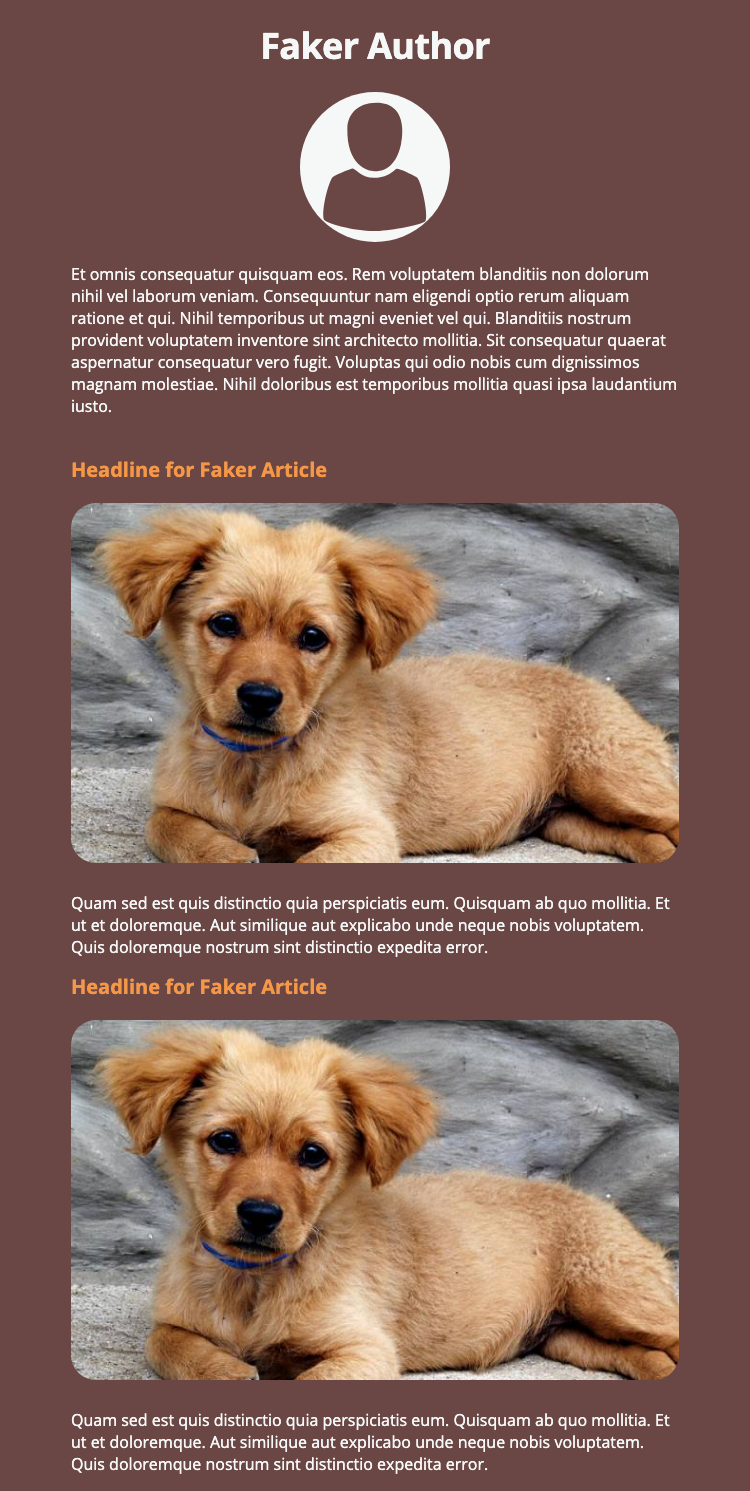 Faker Author
Et omnis consequatur quisquam eos. Rem voluptatem blanditiis non dolorum
nihil vel laborum veniam. Consequuntur nam eligendi optio rerum aliquam
ratione et qui. Nihil temporibus ut magni eveniet vel qui. Blanditiis nostrum
provident voluptatem inventore sint architecto mollitia. Sit consequatur quaerat
aspernatur consequatur vero fugit. Voluptas qui odio nobis cum dignissimos
magnam molestiae. Nihil doloribus est temporibus mollitia quasi ipsa laudantium
iusto.
Headline for Faker Article
Quam sed est quis distinctio quia perspiciatis eum. Quisquam ab quo mollitia. Et
ut et doloremque. Aut similique aut explicabo unde neque nobis voluptatem.
Quis doloremque nostrum sint distinctio expedita error.
Headline for Faker Article
Quam sed est quis distinctio quia perspiciatis eum. Quisquam ab quo mollitia. Et
ut et doloremque. Aut similique aut explicabo unde neque nobis voluptatem.
Quis doloremque nostrum sint distinctio expedita error.